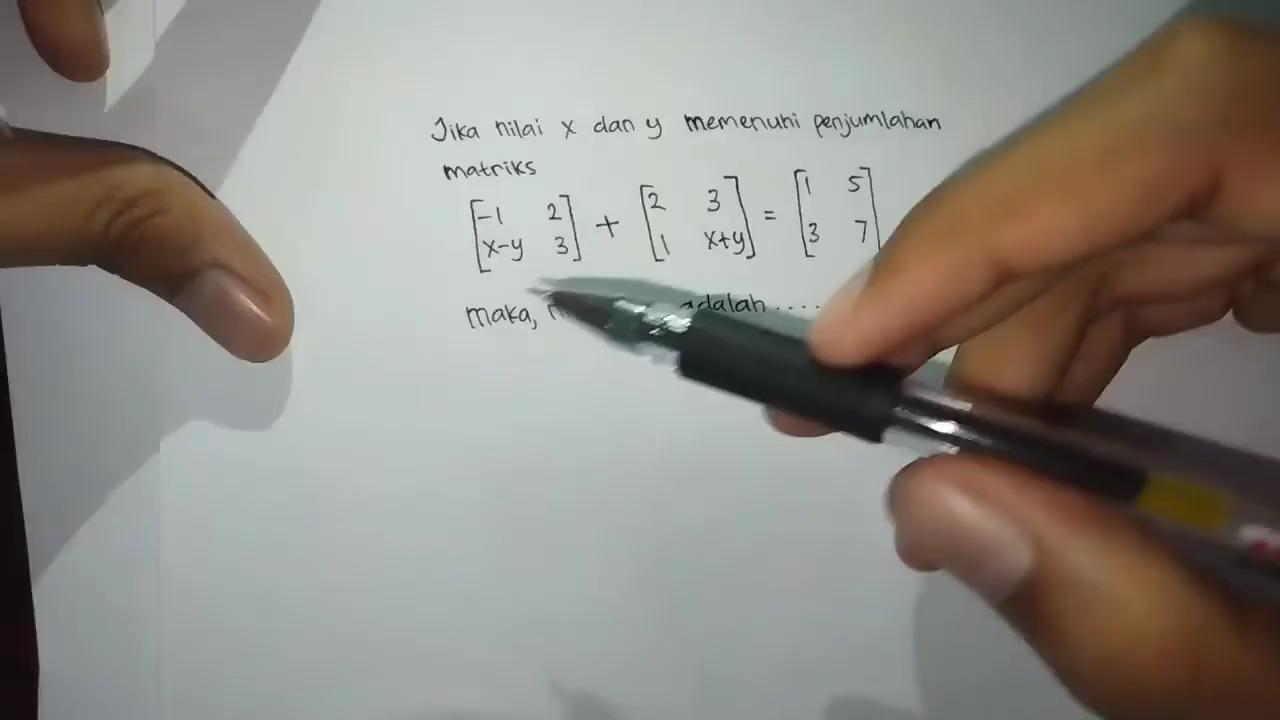 Jika nilai x dan y memenuhi penjumlahan
matriks
[-1 2] + [2 3] = [1 5]
[x-y 3] [1 x+y] [3 7]
maka, adalah ....